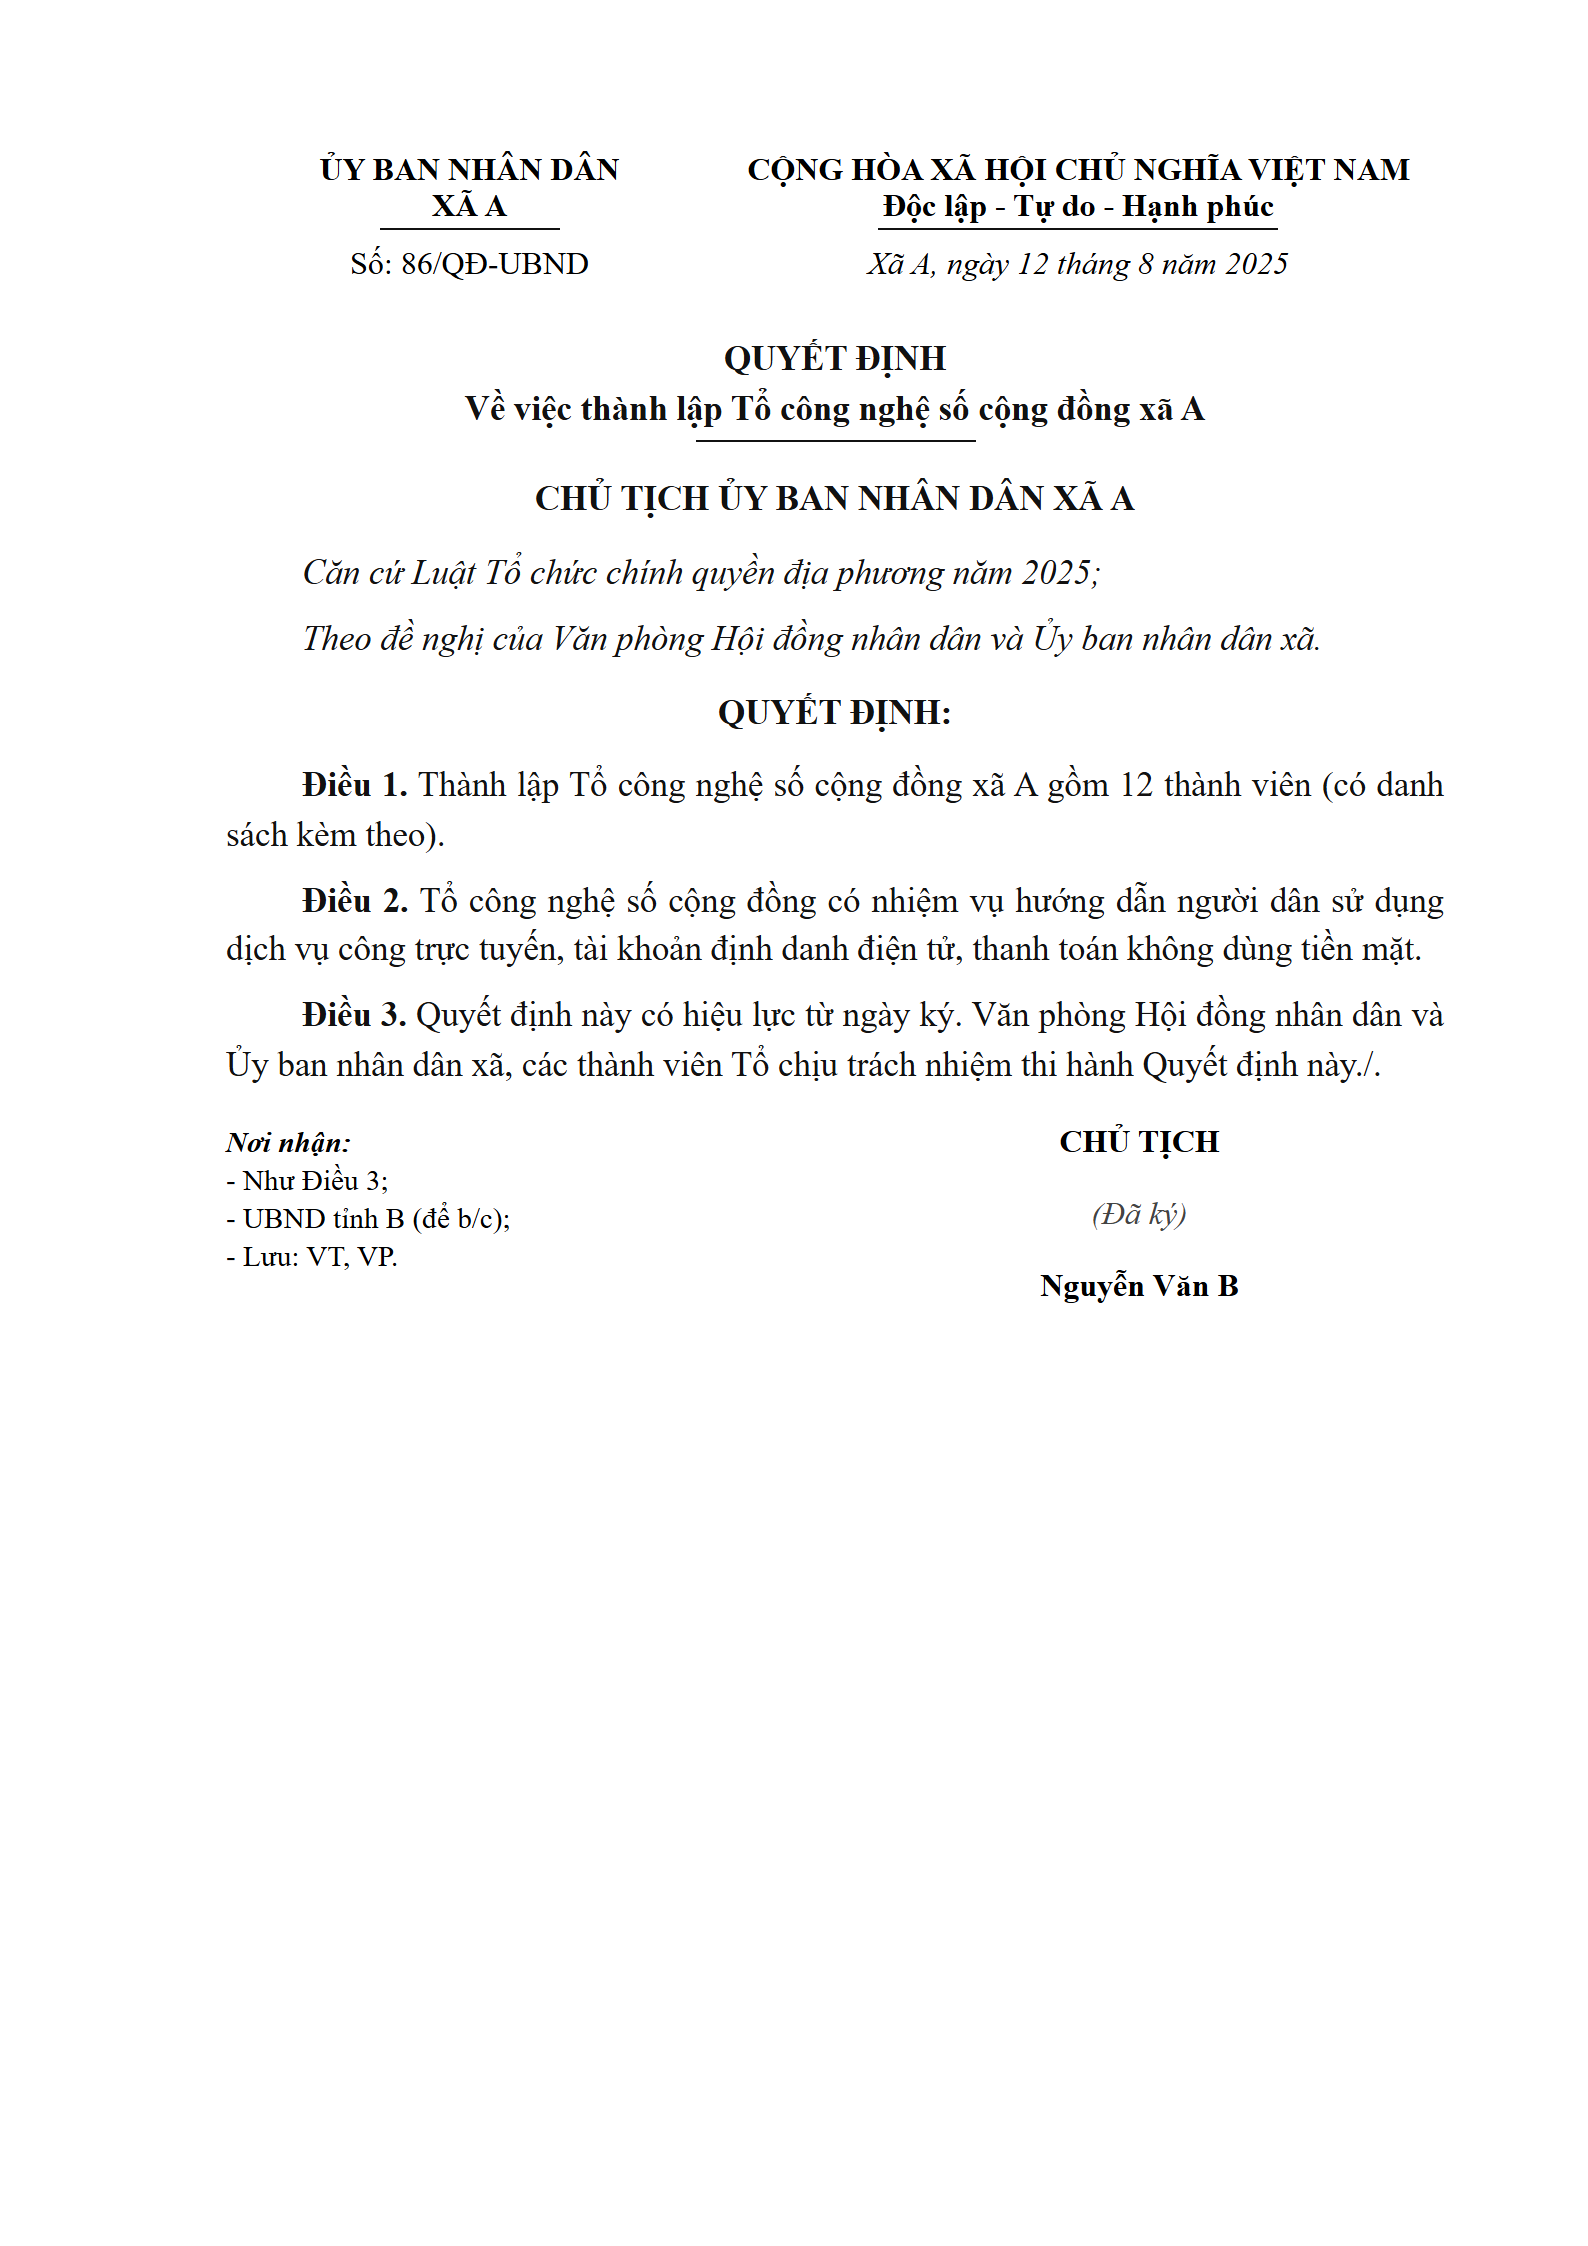 ỦY BAN NHÂN DÂN
XÃ A
Số: 86/QĐ-UBND
CỘNG HÒA XÃ HỘI CHỦ NGHĨA VIỆT NAM
Độc lập - Tự do - Hạnh phúc
Xã A, ngày 12 tháng 8 năm 2025
QUYẾT ĐỊNH
Về việc thành lập Tổ công nghệ số cộng đồng xã A
CHỦ TỊCH ỦY BAN NHÂN DÂN XÃ A
Căn cứ Luật Tổ chức chính quyền địa phương năm 2025;
Theo đề nghị của Văn phòng Hội đồng nhân dân và Ủy ban nhân dân xã.
QUYẾT ĐỊNH:
Điều 1. Thành lập Tổ công nghệ số cộng đồng xã A gồm 12 thành viên (có danh
sách kèm theo).
Điều 2. Tổ công nghệ số cộng đồng có nhiệm vụ hướng dẫn người dân sử dụng
dịch vụ công trực tuyến, tài khoản định danh điện tử, thanh toán không dùng tiền mặt.
Điều 3. Quyết định này có hiệu lực từ ngày ký. Văn phòng Hội đồng nhân dân và
Ủy ban nhân dân xã, các thành viên Tổ chịu trách nhiệm thi hành Quyết định này./.
Nơi nhận:
- Như Điều 3;
- UBND tỉnh B (để b/c);
- Lưu: VT, VP.
CHỦ TỊCH
(Đã ký)
Nguyễn Văn B